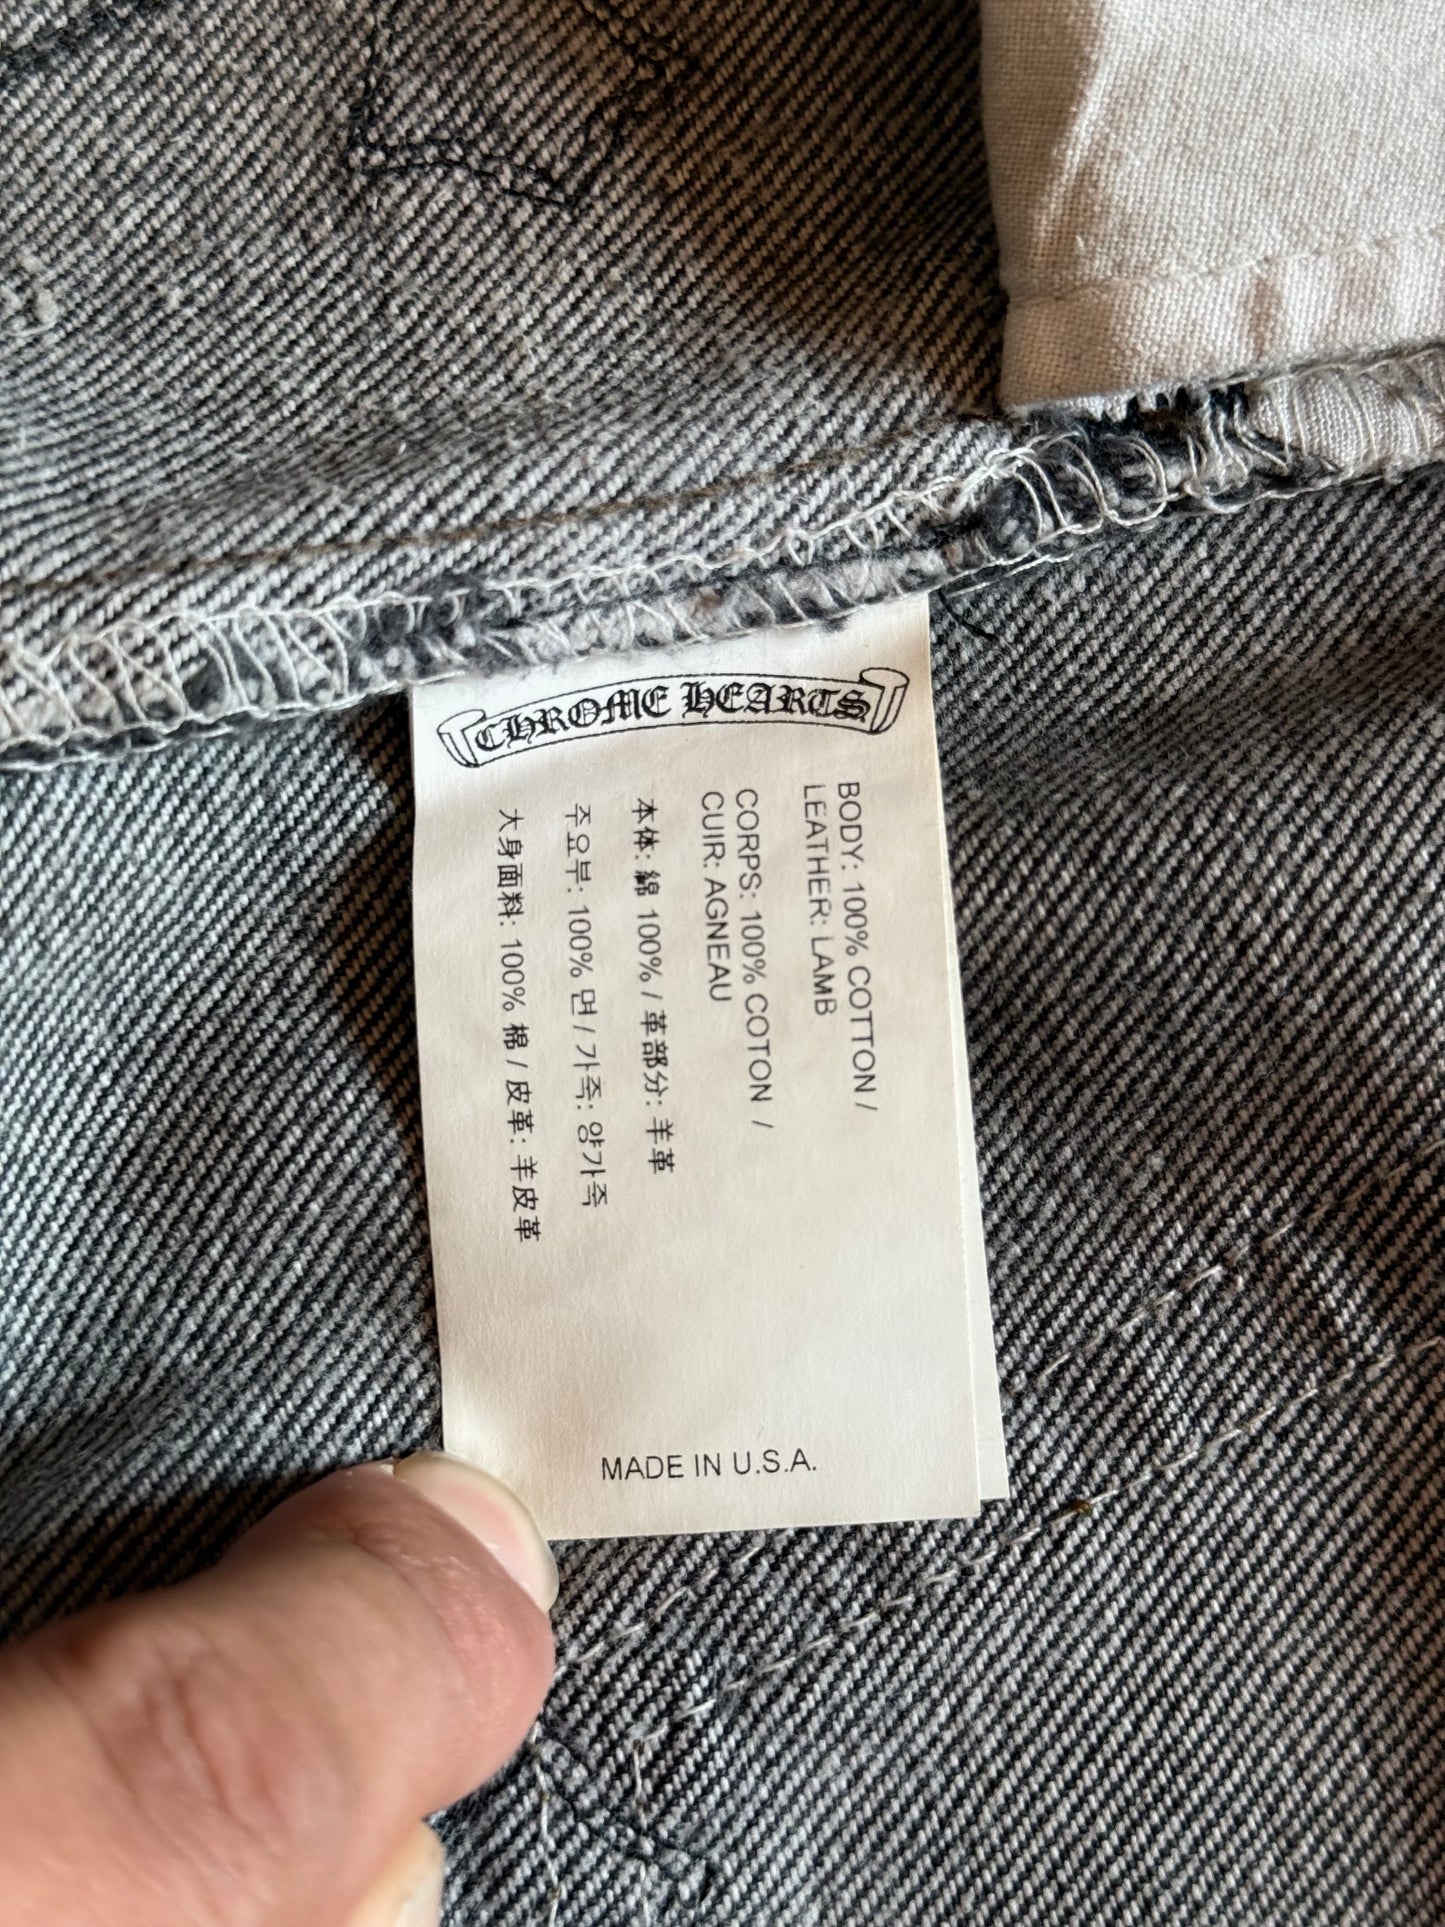 CHROME HEARTS
BODY: 100% COTTON /
LEATHER: LAMB
CORPS: 100% COTON /
CUIR: AGNEAU
本体: 綿 100% / 革部分: 羊革
주요부: 100% 면 / 가죽: 양가죽
大身面料: 100% 棉 / 皮革: 羊皮革
MADE IN U.S.A.